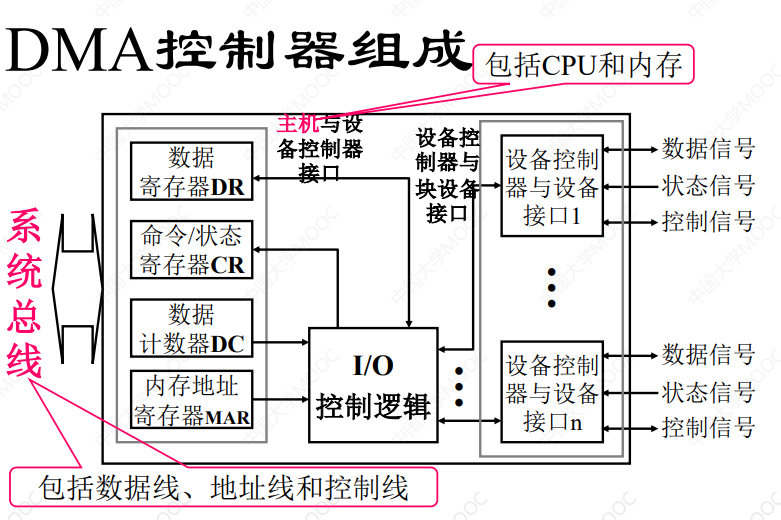 DMA控制器组成
包括CPU和内存
主机与设
备控制器
接口
设备控
制器与
块设备
接口
数据
寄存器DR
命令/状态
寄存器CR
数据
计数器DC
内存地址
寄存器MAR
I/O
控制逻辑
设备控制
器与设备
接口1
数据信号
状态信号
控制信号
设备控制
器与设备
接口n
数据信号
状态信号
控制信号
系
统
总
线
包括数据线、地址线和控制线
中国大学MOOC